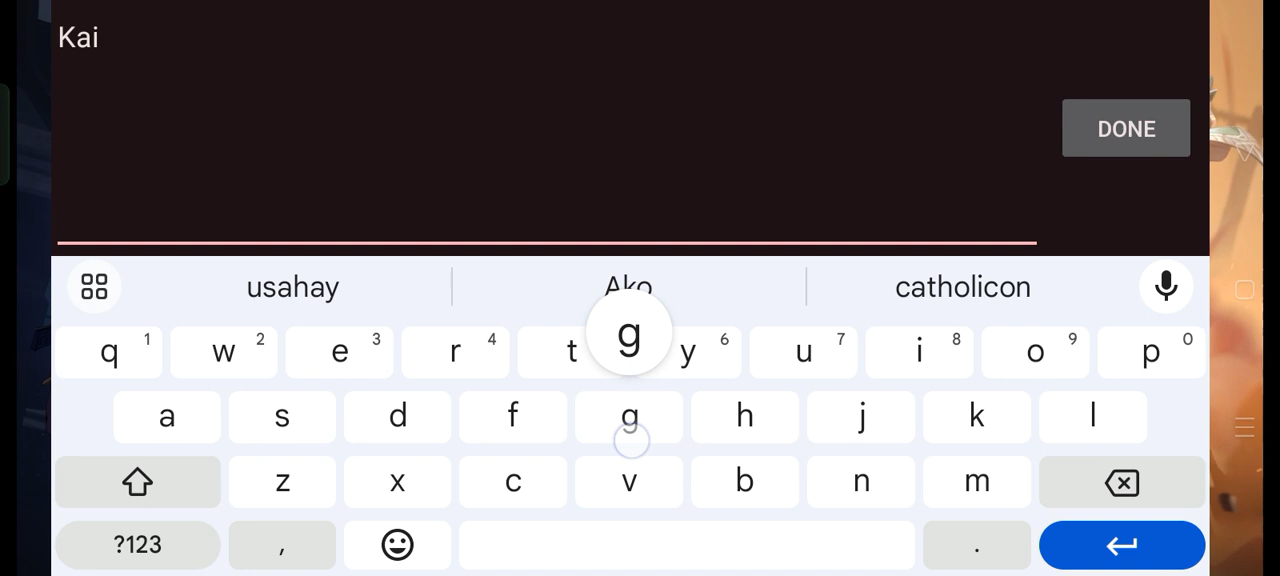 Kai
DONE
usahay Ako catholicon
g
q 1 w 2 e 3 r 4 t y 6 u 7 i 8 o 9 p 0
a s d f g h j k l
z x c v b n m
?123 , .